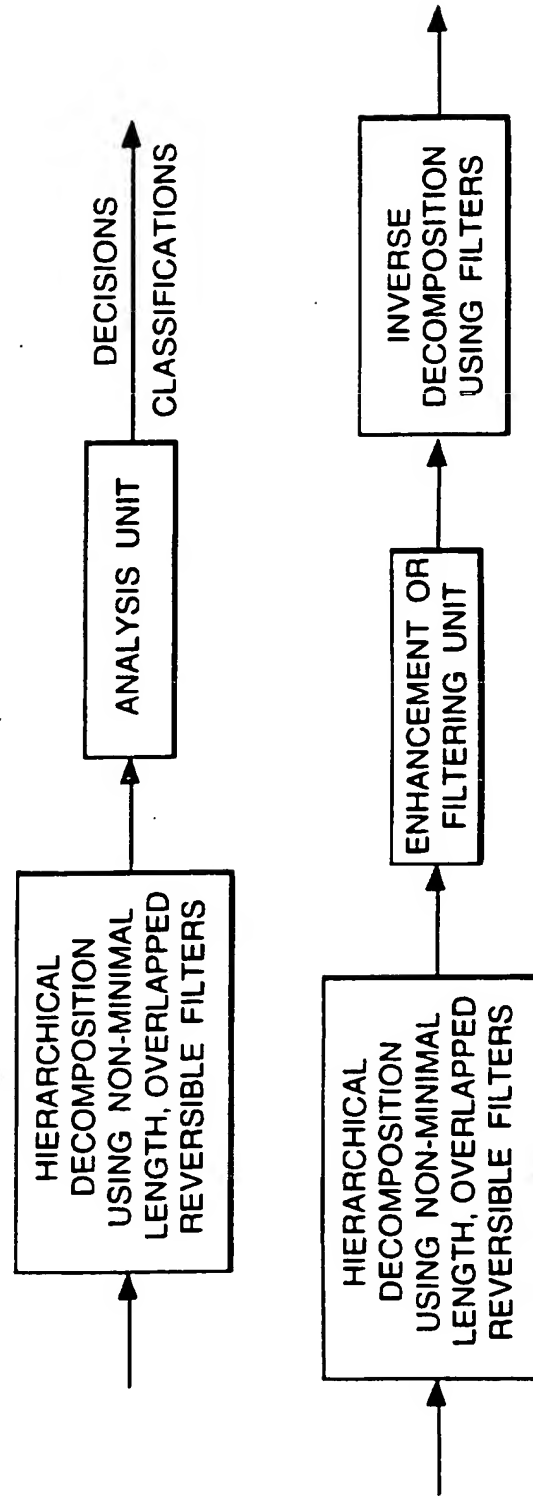 HIERARCHICAL
DECOMPOSITION
USING NON-MINIMAL
LENGTH, OVERLAPPED
REVERSIBLE FILTERS
ANALYSIS UNIT
DECISIONS
CLASSIFICATIONS
HIERARCHICAL
DECOMPOSITION
USING NON-MINIMAL
LENGTH, OVERLAPPED
REVERSIBLE FILTERS
ENHANCEMENT OR
FILTERING UNIT
INVERSE
DECOMPOSITION
USING FILTERS